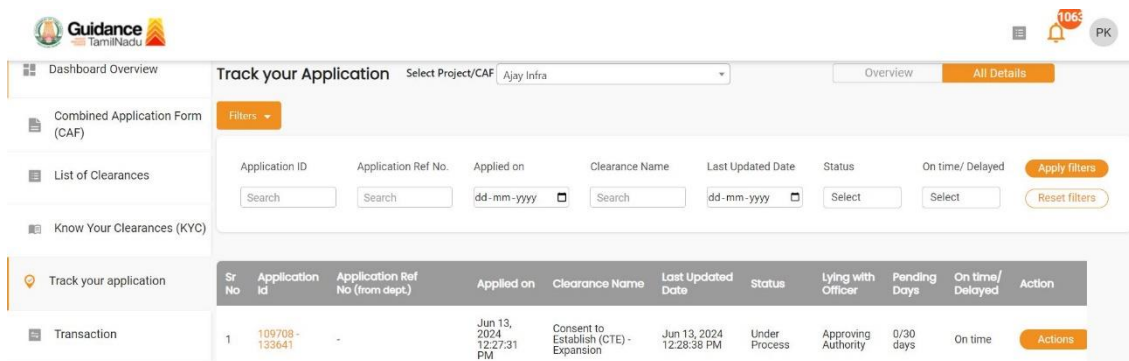 Guidance
TamilNadu
1063
PK
Dashboard Overview
Combined Application Form
(CAF)
List of Clearances
Know Your Clearances (KYC)
Track your application
Transaction
Track your Application Select Project/CAF Ajay Infra Overview All Details
Filters
Application ID Application Ref No. Applied on Clearance Name Last Updated Date Status On time/ Delayed Apply filters
Search Search dd-mm-yyyy Search dd-mm-yyyy Select Select Reset filters
Sr No Application Id Application Ref No (from dept.) Applied on Clearance Name Last Updated Date Status Lying with Officer Pending Days On time/ Delayed Action
1 109708-133641 - Jun 13, 2024 12:27:31 PM Consent to Establish (CTE) - Expansion Jun 13, 2024 12:28:38 PM Under Process Approving Authority 0/30 days On time Actions